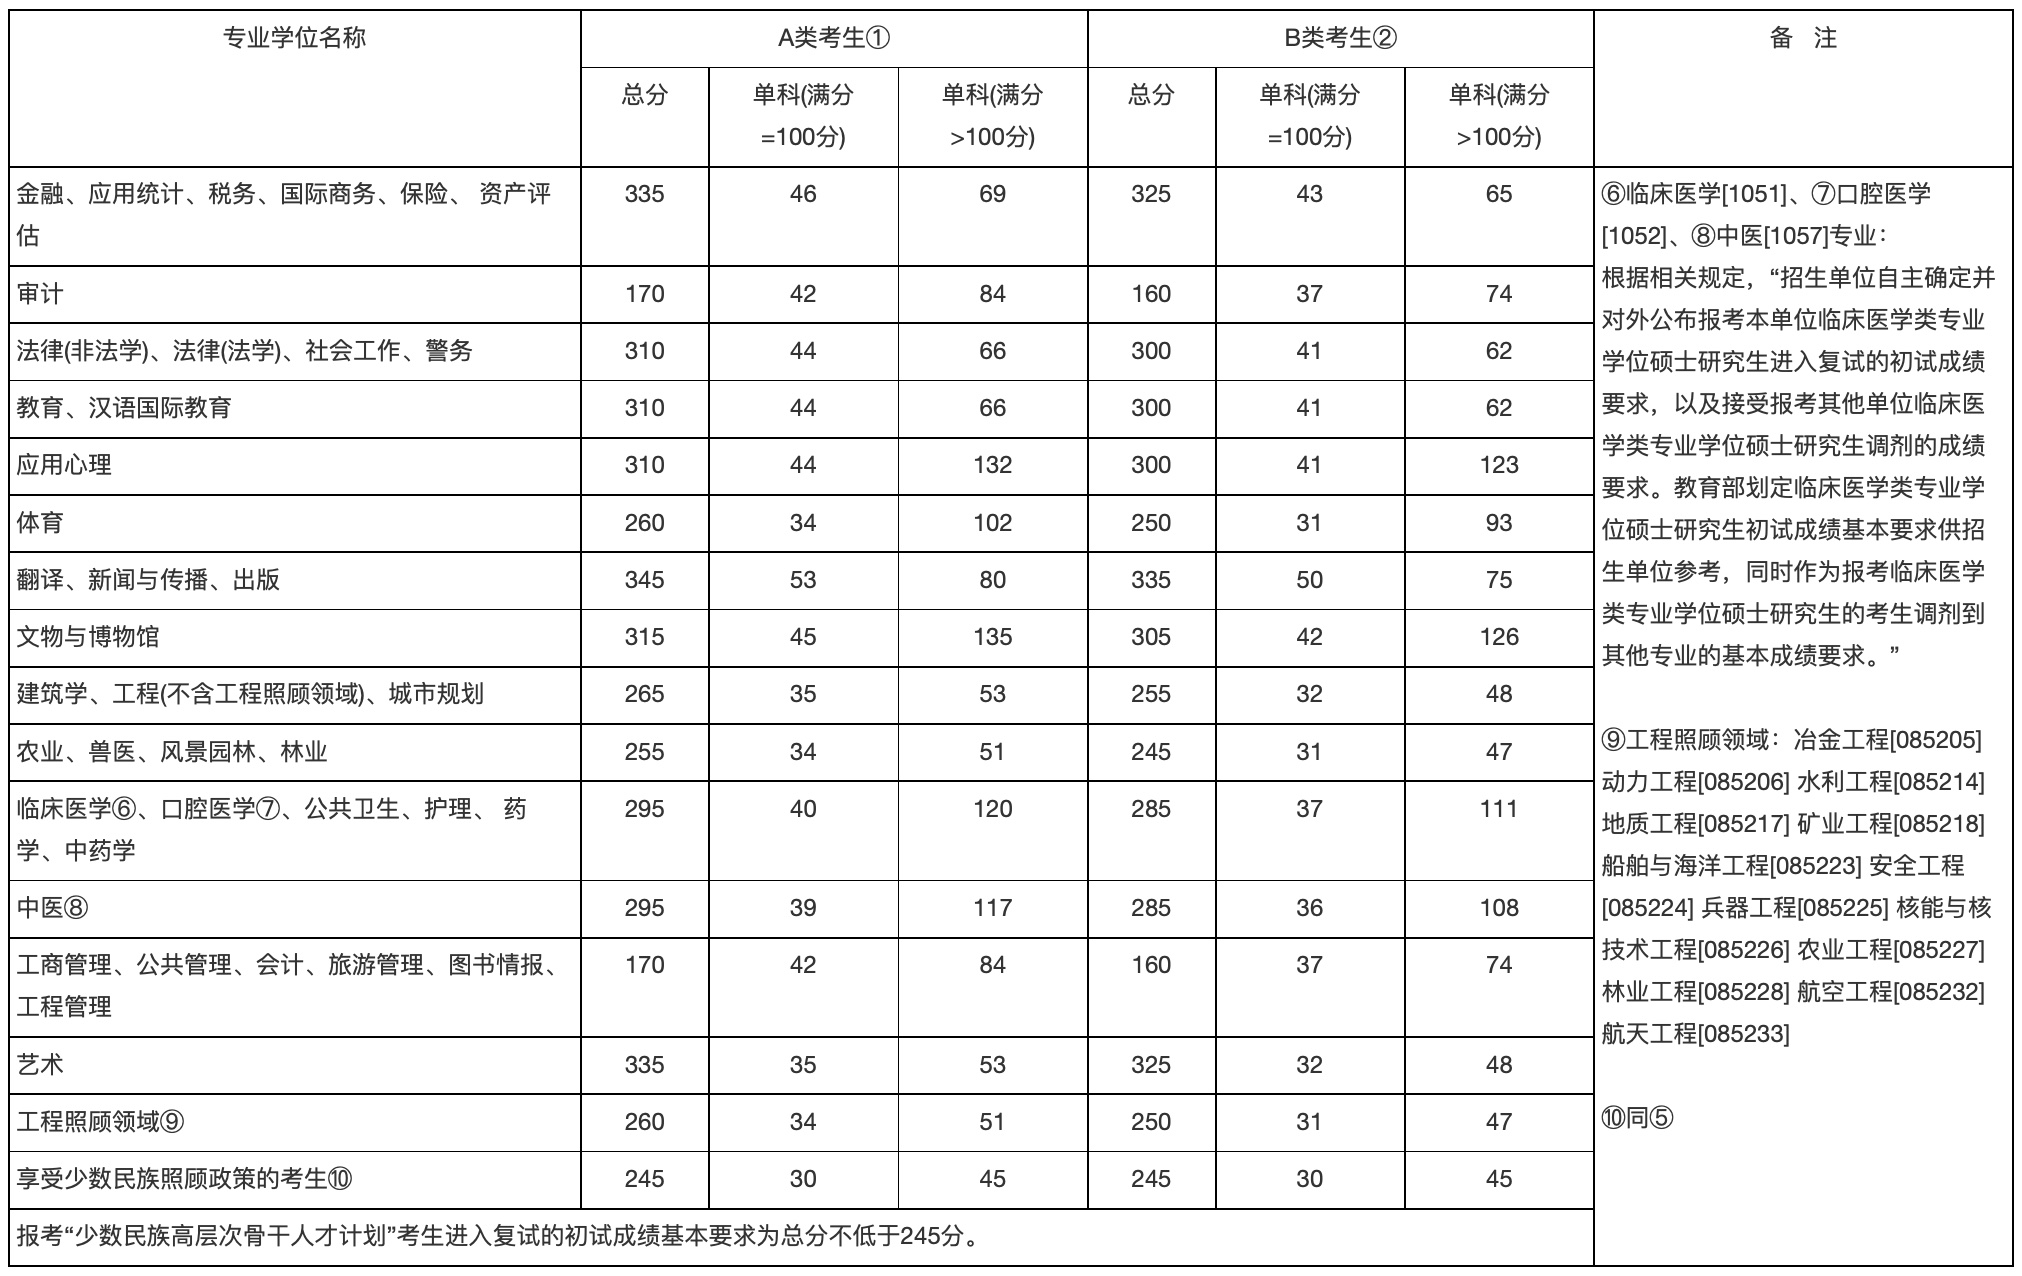 专业学位名称
A类考生①
B类考生②
备 注
总分
单科(满分
=100分)
单科(满分
>100分)
总分
单科(满分
=100分)
单科(满分
>100分)
金融、应用统计、税务、国际商务、保险、 资产评
估
335 46 69 325 43 65
审计 170 42 84 160 37 74
法律(非法学)、法律(法学)、社会工作、警务 310 44 66 300 41 62
教育、汉语国际教育 310 44 66 300 41 62
应用心理 310 44 132 300 41 123
体育 260 34 102 250 31 93
翻译、新闻与传播、出版 345 53 80 335 50 75
文物与博物馆 315 45 135 305 42 126
建筑学、工程(不含工程照顾领域)、城市规划 265 35 53 255 32 48
农业、兽医、风景园林、林业 255 34 51 245 31 47
临床医学⑥、口腔医学⑦、公共卫生、护理、 药
学、中药学
295 40 120 285 37 111
中医⑧ 295 39 117 285 36 108
工商管理、公共管理、会计、旅游管理、图书情报、
工程管理
170 42 84 160 37 74
艺术 335 35 53 325 32 48
工程照顾领域⑨ 260 34 51 250 31 47
享受少数民族照顾政策的考生⑩ 245 30 45 245 30 45
报考“少数民族高层次骨干人才计划”考生进入复试的初试成绩基本要求为总分不低于245分。
⑥临床医学[1051]、⑦口腔医学
[1052]、⑧中医[1057]专业：
根据相关规定，“招生单位自主确定并
对外公布报考本单位临床医学类专业
学位硕士研究生进入复试的初试成绩
要求，以及接受报考其他单位临床医
学类专业学位硕士研究生调剂的成绩
要求。教育部划定临床医学类专业学
位硕士研究生初试成绩基本要求供招
生单位参考，同时作为报考临床医学
类专业学位硕士研究生的考生调剂到
其他专业的基本成绩要求。”
⑨工程照顾领域：冶金工程[085205]
动力工程[085206] 水利工程[085214]
地质工程[085217] 矿业工程[085218]
船舶与海洋工程[085223] 安全工程
[085224] 兵器工程[085225] 核能与核
技术工程[085226] 农业工程[085227]
林业工程[085228] 航空工程[085232]
航天工程[085233]
⑩同⑤